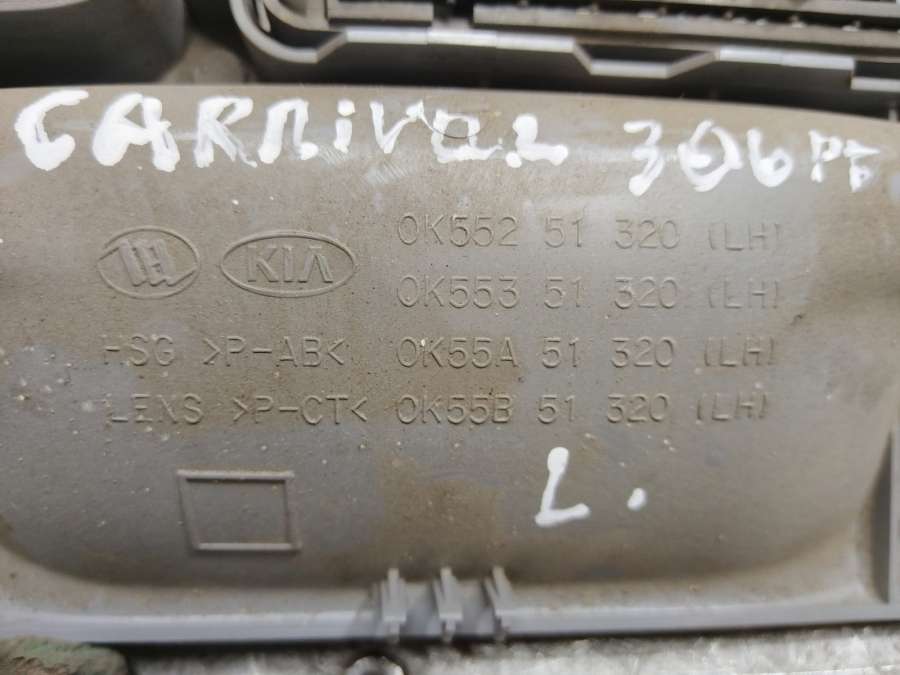 CARNIVAL 306
KIA 0K552 51 320 (LH)
0K553 51 320 (LH)
HSG >P-AB< 0K55A 51 320 (LH)
LENS >P-CT< 0K55B 51 320 (LH)
L.